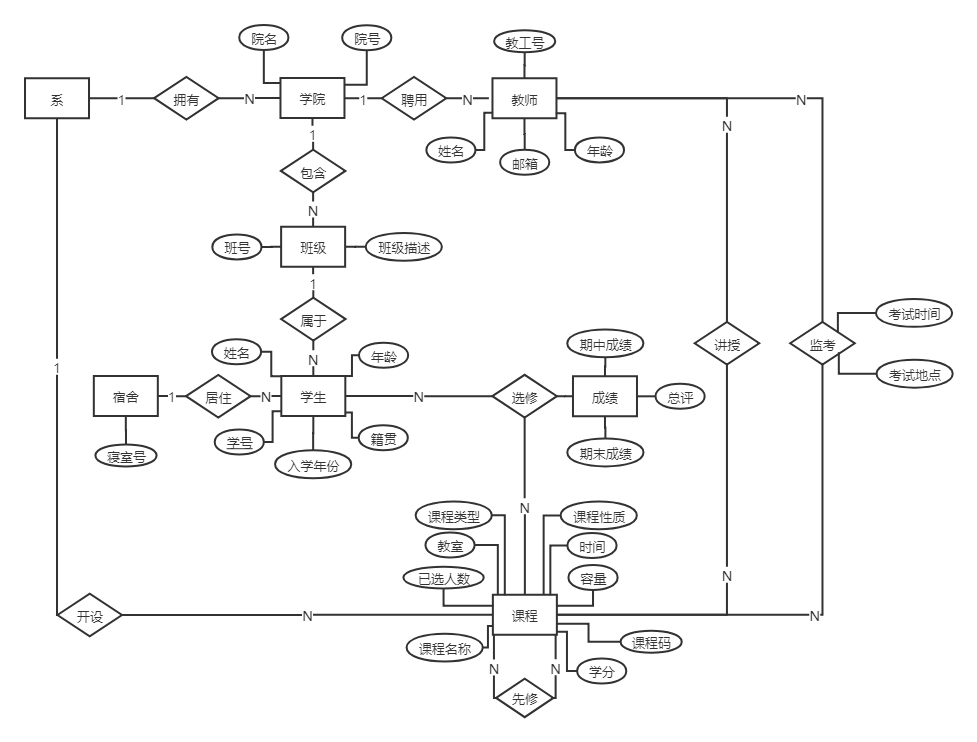 院名
院号
教工号
系
1
拥有
N
学院
1
聘用
N
教师
N
N
1
姓名
邮箱
年龄
包含
N
班号
班级
班级描述
1
属于
考试时间
讲授
监考
姓名
年龄
期中成绩
N
1
考试地点
宿舍
1
居住
N
学生
N
选修
成绩
总评
学号
籍贯
寝室号
入学年份
期末成绩
N
课程类型
课程性质
教室
时间
已选人数
容量
N
开设
N
课程
N
课程名称
课程码
N
N
学分
先修